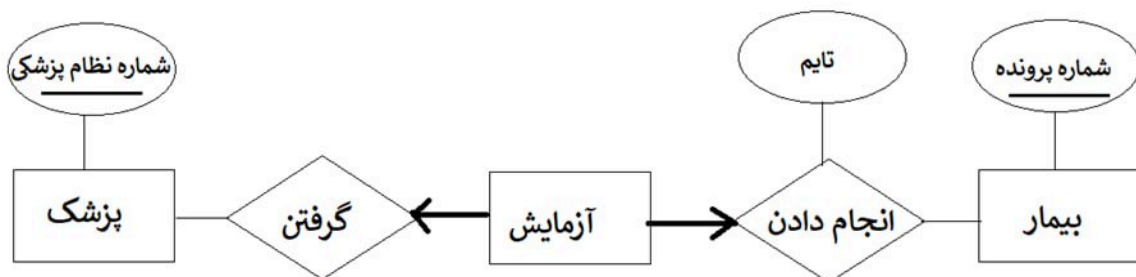 شماره نظام پزشکی
تایم
شماره پرونده
پزشک
گرفتن
آزمایش
انجام دادن
بیمار